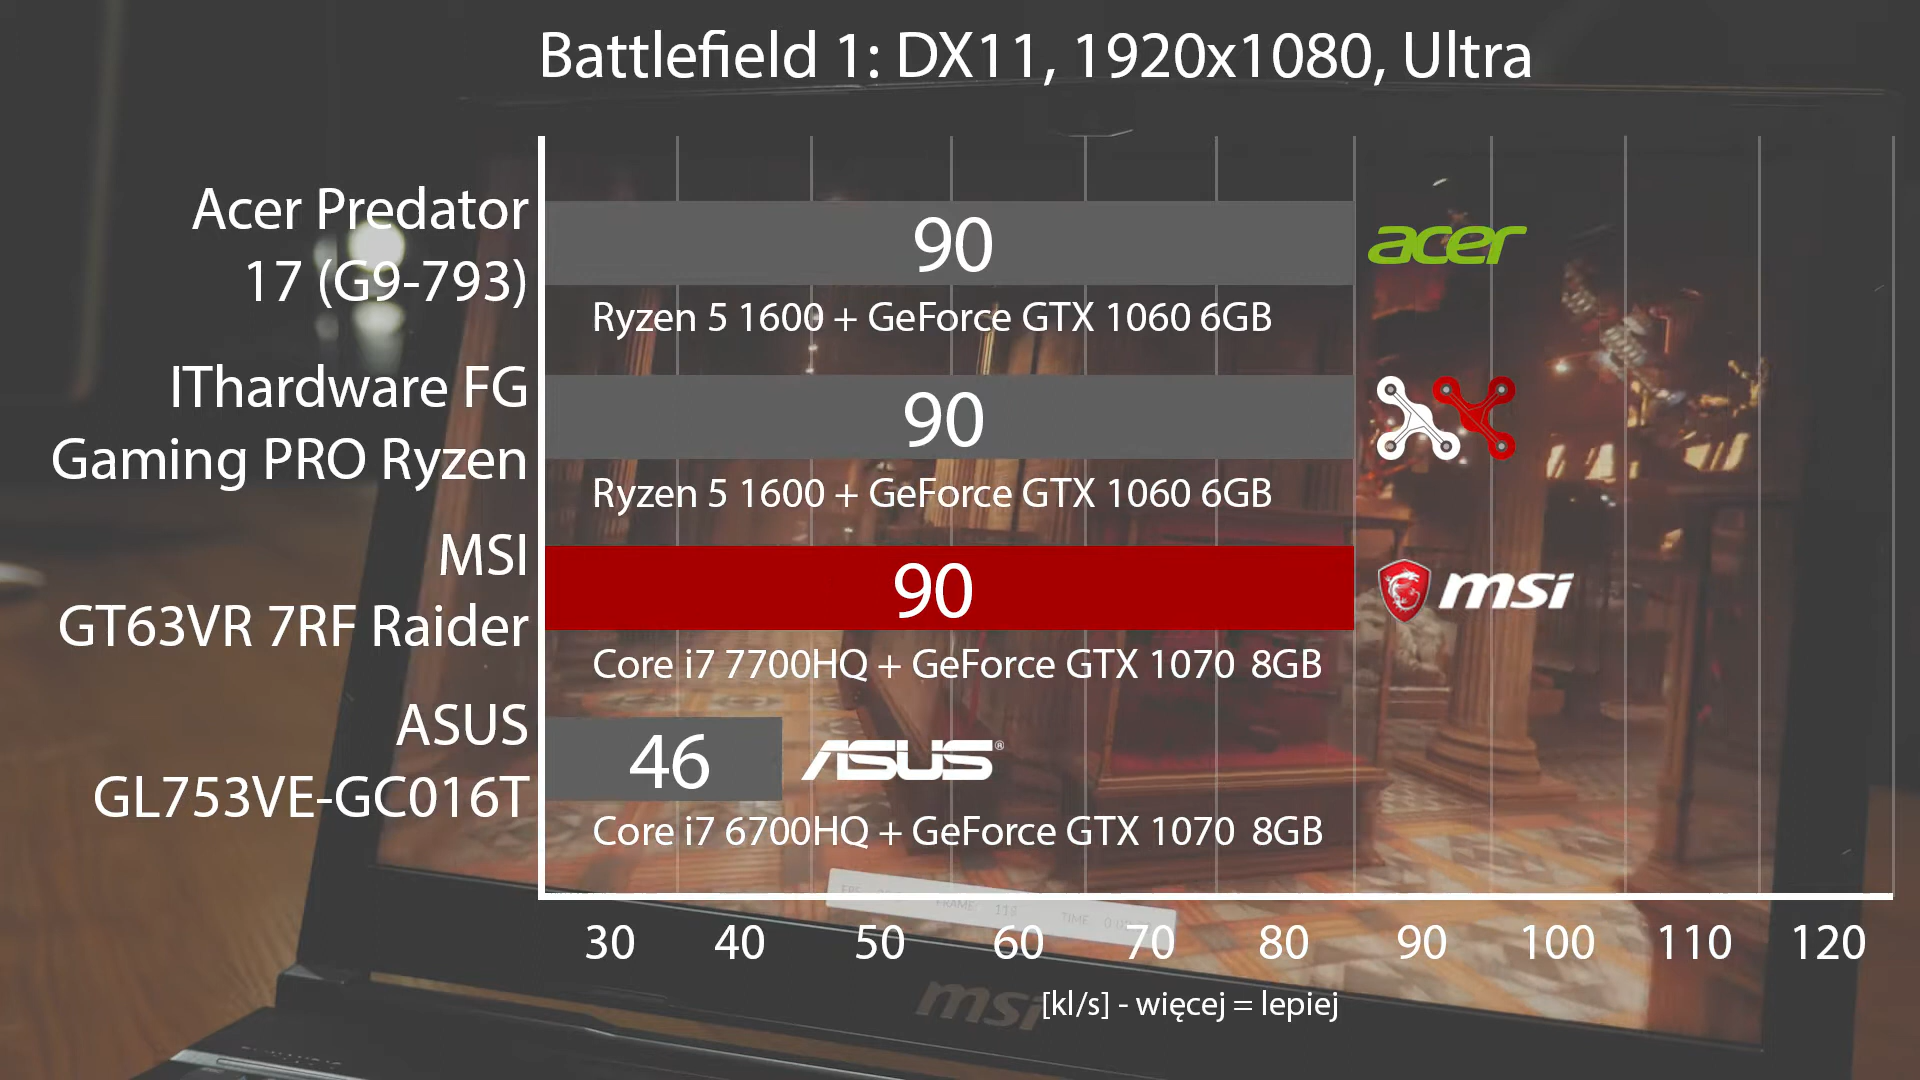 Battlefield 1: DX11, 1920x1080, Ultra
Acer Predator
17 (G9-793)
90
acer
Ryzen 5 1600 + GeForce GTX 1060 6GB
IThardware FG
Gaming PRO Ryzen
90
Ryzen 5 1600 + GeForce GTX 1060 6GB
MSI
GT63VR 7RF Raider
90
msi
Core i7 7700HQ + GeForce GTX 1070 8GB
ASUS
GL753VE-GC016T
46
ASUS®
Core i7 6700HQ + GeForce GTX 1070 8GB
FRAME: 119 TIME
30 40 50 60 70 80 90 100 110 120
msi
[kl/s] - więcej = lepiej